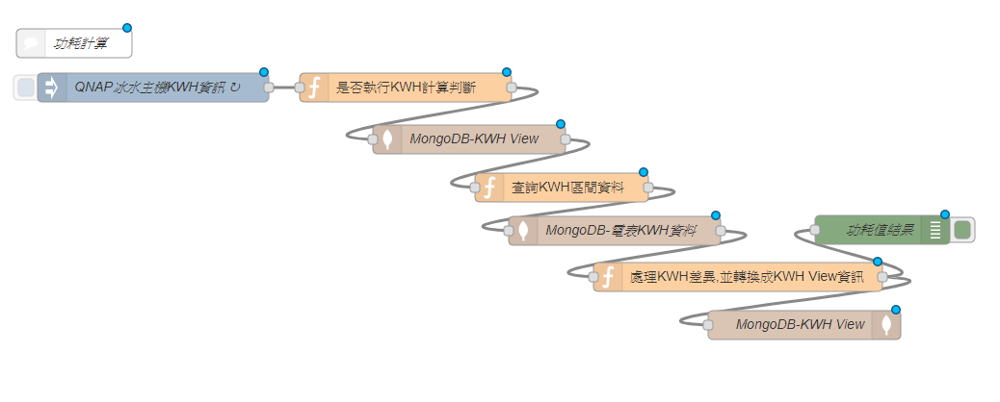 功耗計算
QNAP冰水主機KWH資訊 ↻
是否執行KWH計算判斷
MongoDB-KWH View
查詢KWH區間資料
MongoDB-電表KWH資料
功耗值結果
處理KWH差異,並轉換成KWH View資訊
MongoDB-KWH View